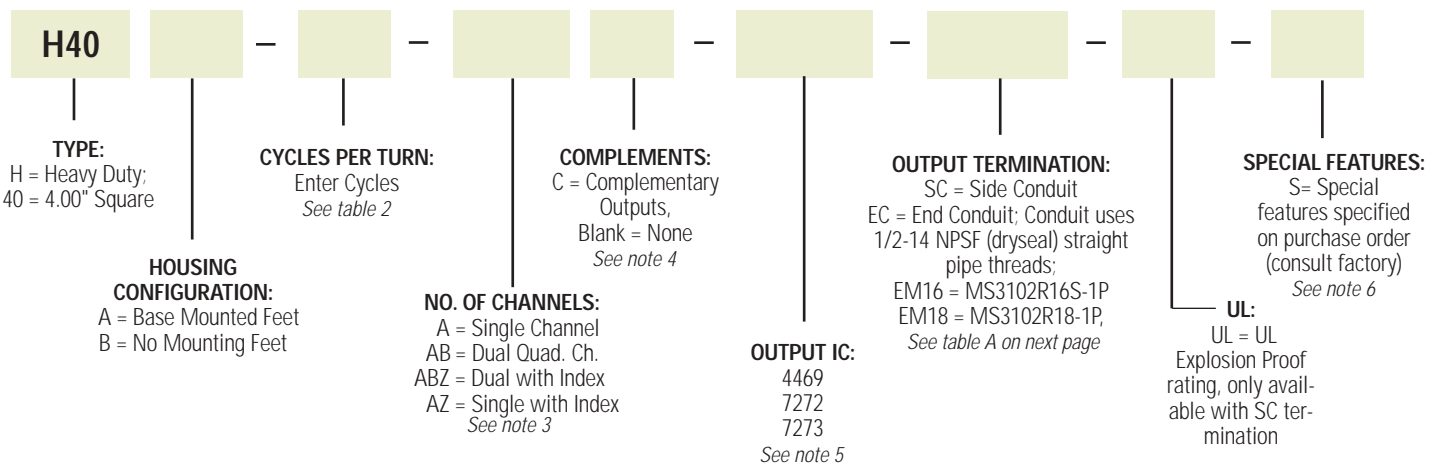 H40
–
–
–
–
–
–
TYPE:
H = Heavy Duty;
40 = 4.00" Square
HOUSING
CONFIGURATION:
A = Base Mounted Feet
B = No Mounting Feet
CYCLES PER TURN:
Enter Cycles
See table 2
NO. OF CHANNELS:
A = Single Channel
AB = Dual Quad. Ch.
ABZ = Dual with Index
AZ = Single with Index
See note 3
COMPLEMENTS:
C = Complementary
Outputs,
Blank = None
See note 4
OUTPUT IC:
4469
7272
7273
See note 5
OUTPUT TERMINATION:
SC = Side Conduit
EC = End Conduit; Conduit uses
1/2-14 NPSF (dryseal) straight
pipe threads;
EM16 = MS3102R16S-1P
EM18 = MS3102R18-1P,
See table A on next page
UL:
UL = UL
Explosion Proof
rating, only avail-
able with SC ter-
mination
SPECIAL FEATURES:
S= Special
features specified
on purchase order
(consult factory)
See note 6